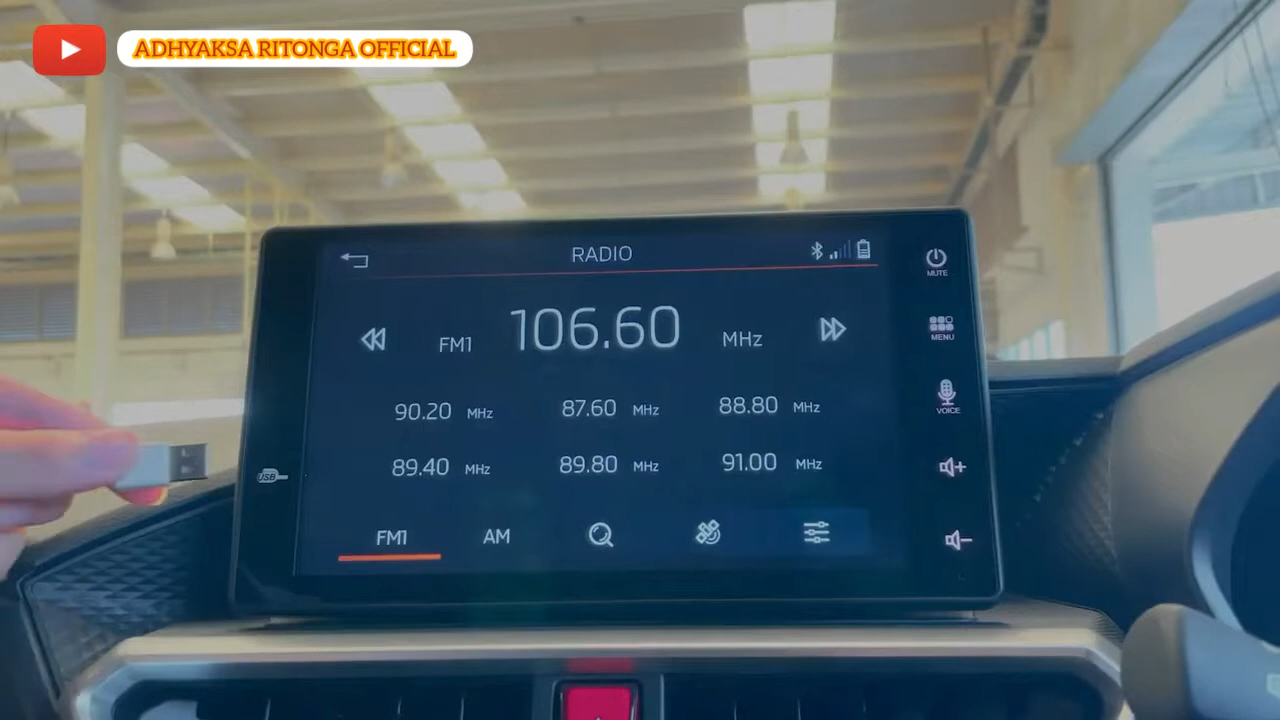 ADHYAKSA RITONGA OFFICIAL
RADIO
MUTE
FM1 106.60 MHz
MENU
90.20 MHz 87.60 MHz 88.80 MHz
VOICE
89.40 MHz 89.80 MHz 91.00 MHz
USB
FM1 AM